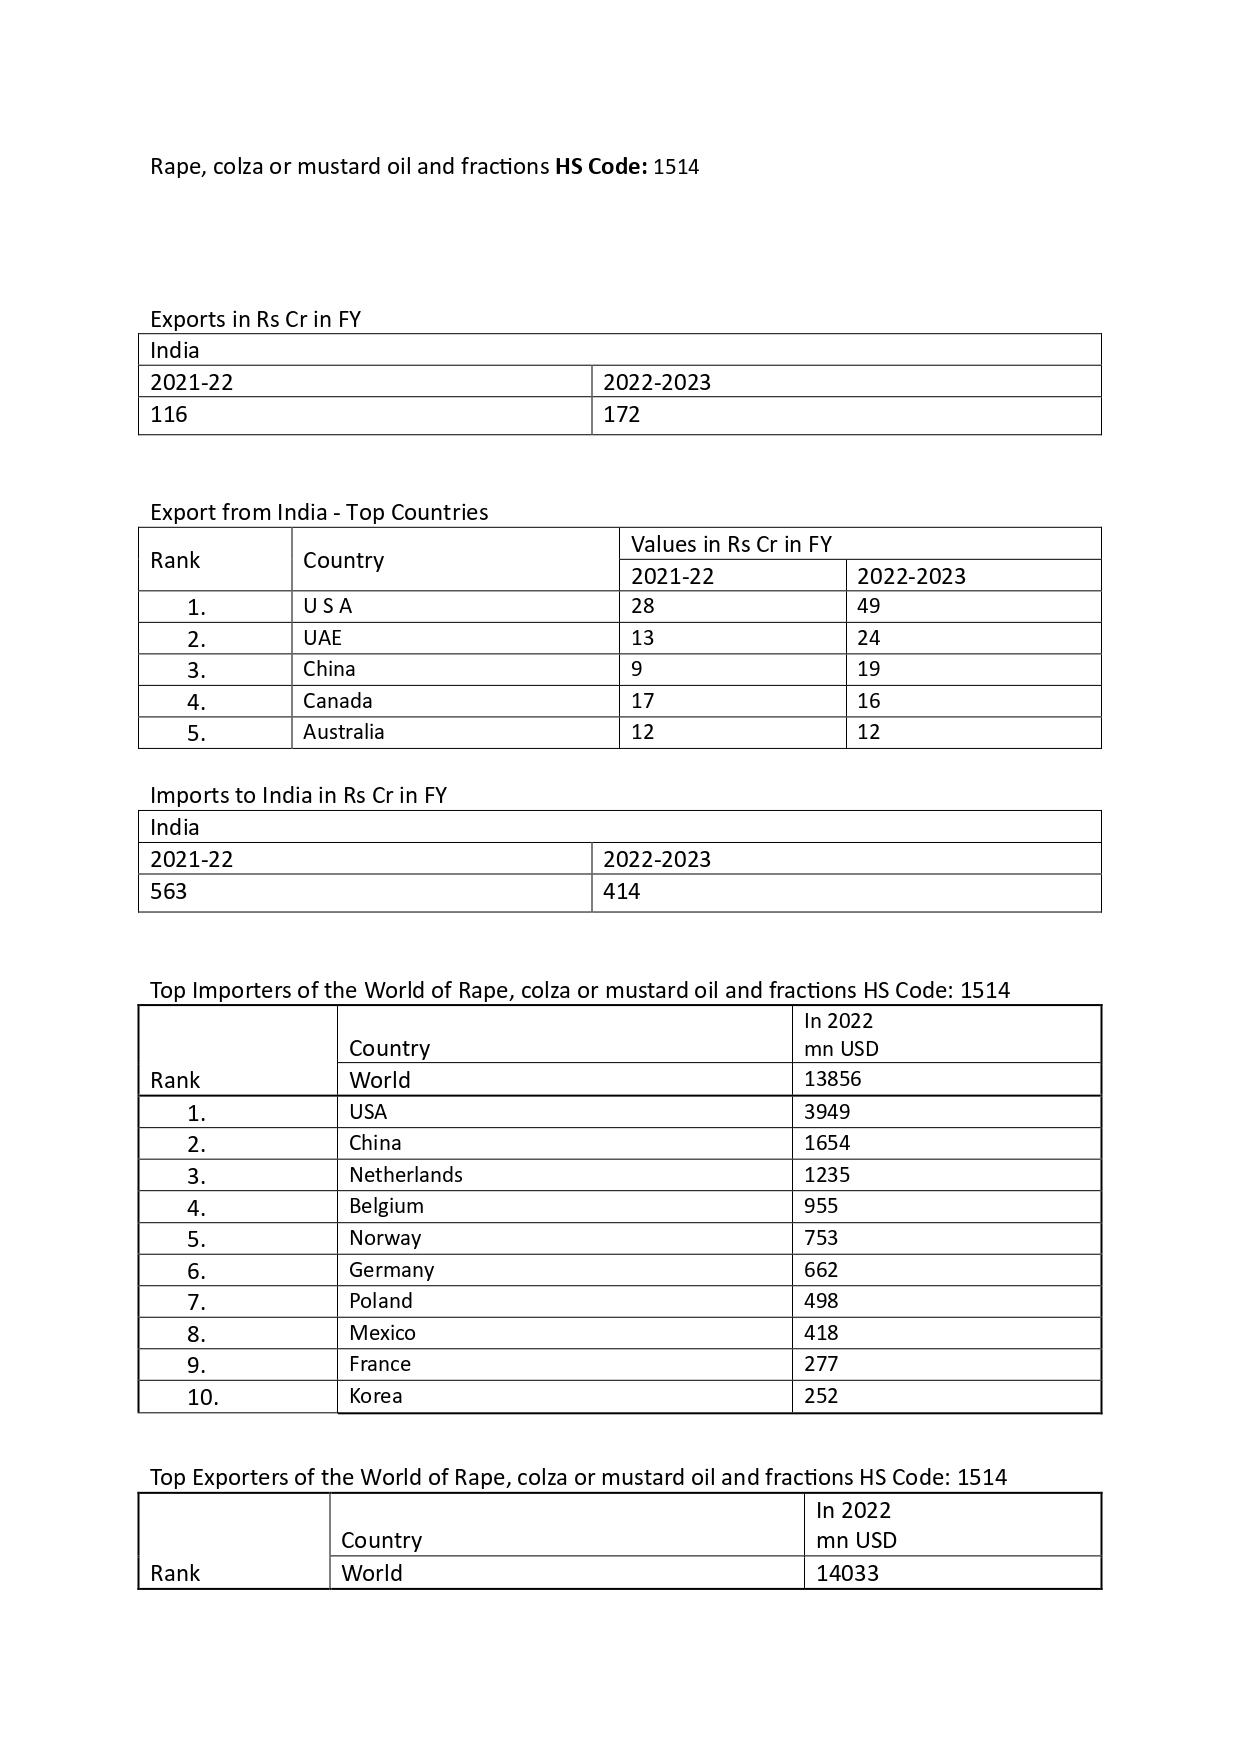 Rape, colza or mustard oil and fractions HS Code: 1514
Exports in Rs Cr in FY
India
2021-22 2022-2023
116 172
Export from India - Top Countries
Rank Country Values in Rs Cr in FY
2021-22 2022-2023
1. U S A 28 49
2. UAE 13 24
3. China 9 19
4. Canada 17 16
5. Australia 12 12
Imports to India in Rs Cr in FY
India
2021-22 2022-2023
563 414
Top Importers of the World of Rape, colza or mustard oil and fractions HS Code: 1514
In 2022
Country mn USD
Rank World 13856
1. USA 3949
2. China 1654
3. Netherlands 1235
4. Belgium 955
5. Norway 753
6. Germany 662
7. Poland 498
8. Mexico 418
9. France 277
10. Korea 252
Top Exporters of the World of Rape, colza or mustard oil and fractions HS Code: 1514
In 2022
Country mn USD
Rank World 14033